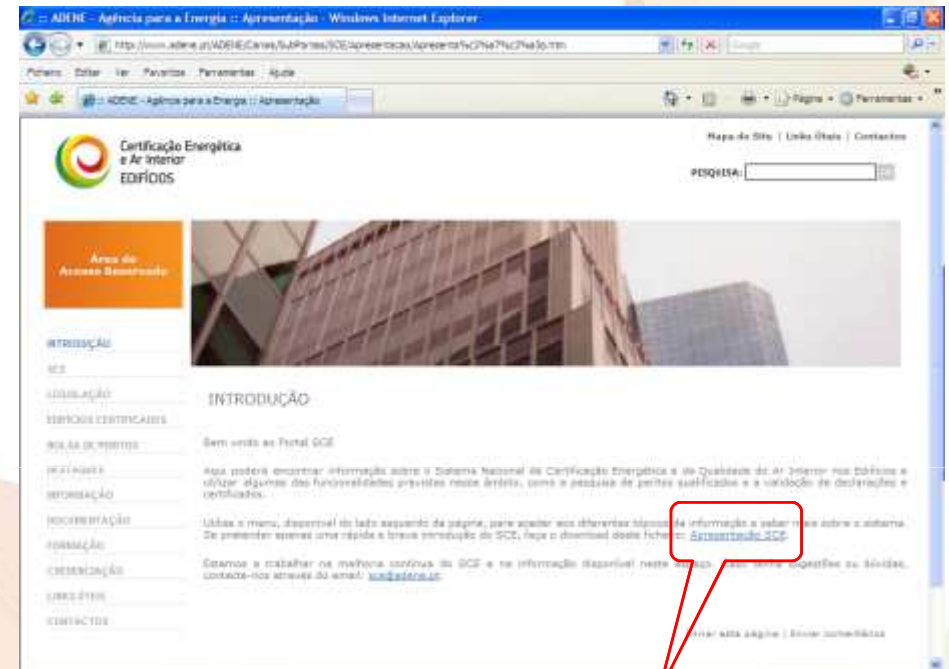 ADENE - Agência para a Energia :: Apresentação - Windows Internet Explorer
Ficheiro Editar Ver Favoritos Ferramentas Ajuda
:: ADENE - Agência para a Energia :: Apresentação
Página Ferramentas
Mapa do Site | Links Úteis | Contactos
Certificação Energética
e Ar Interior
EDIFÍCIOS
PESQUISA:
Área de
Acesso Reservado
INTRODUÇÃO
SCE
LEGISLAÇÃO
EDIFÍCIOS CERTIFICADOS
BOLSA DE PERITOS
DESTAQUES
INFORMAÇÃO
DOCUMENTAÇÃO
FORMAÇÃO
CREDENCIAÇÃO
LINKS ÚTEIS
CONTACTOS
INTRODUÇÃO
Bem vindo ao Portal SCE
Aqui poderá encontrar informação sobre o Sistema Nacional de Certificação Energética e da Qualidade do Ar Interior nos Edifícios e
utilizar algumas das funcionalidades previstas nesse âmbito, como a pesquisa de peritos qualificados e a validação de declarações e
certificados.
Utilize o menu, disponível do lado esquerdo da página, para aceder aos diferentes tópicos de informação e saber mais sobre o sistema.
Se pretender apenas uma rápida e breve introdução do SCE, faça o download deste ficheiro: Apresentação SCE.
Estamos a trabalhar na melhoria contínua do SCE e na informação disponível neste espaço. Caso tenha sugestões ou dúvidas,
contacte-nos através do email: sce@adene.pt.
Enviar esta página | Enviar comentários